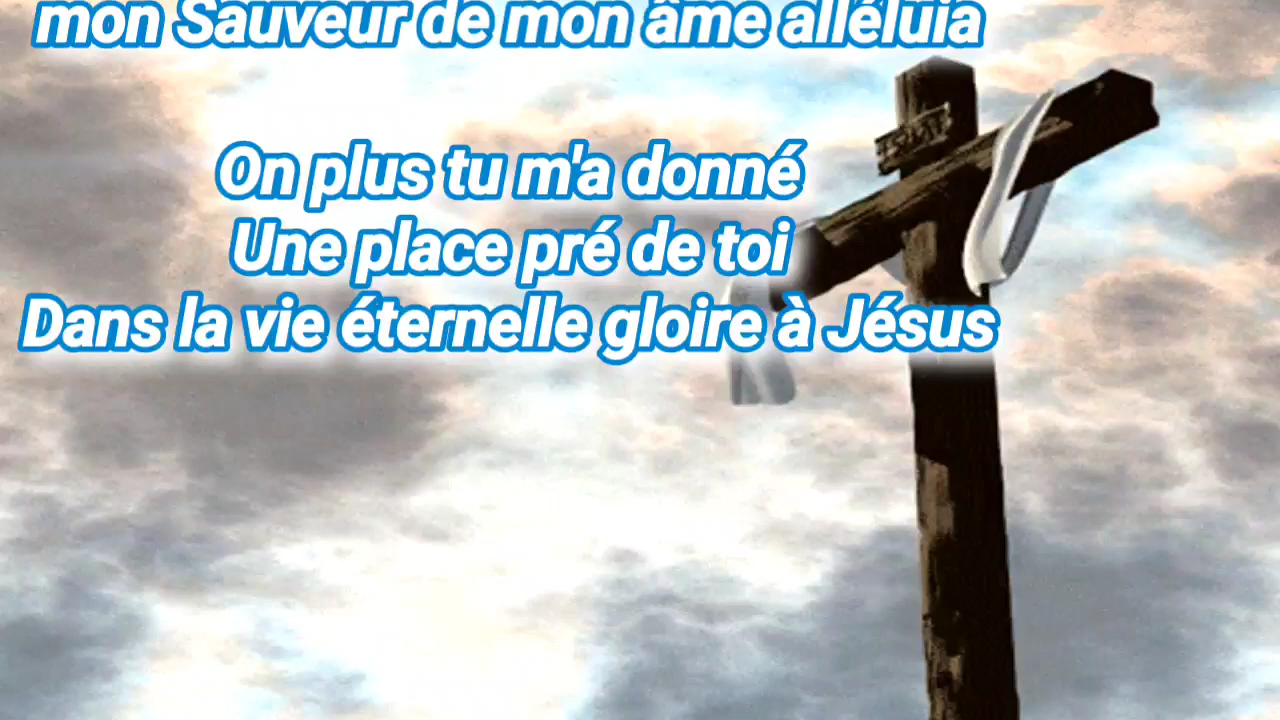 mon Sauveur de mon âme alléluia
On plus tu m'a donné
Une place pré de toi
Dans la vie éternelle gloire à Jésus